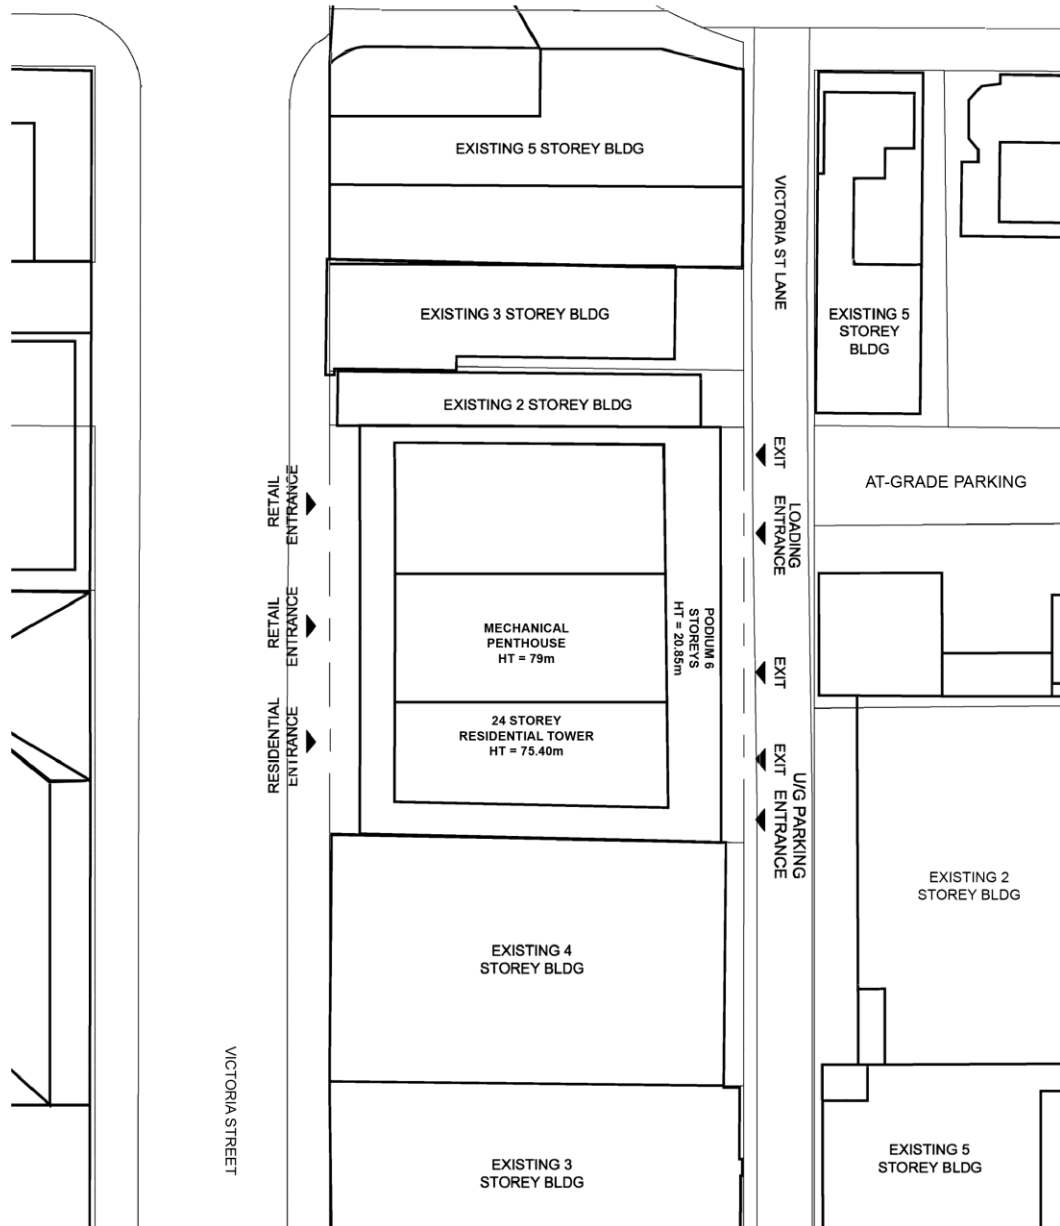 EXISTING 5 STOREY BLDG
VICTORIA ST LANE
EXISTING 3 STOREY BLDG
EXISTING 5
STOREY
BLDG
EXISTING 2 STOREY BLDG
RETAIL
ENTRANCE
EXIT
AT-GRADE PARKING
LOADING
ENTRANCE
RETAIL
ENTRANCE
MECHANICAL
PENTHOUSE
HT = 79m
PODIUM 6
STOREYS
HT = 20.85m
EXIT
RESIDENTIAL
ENTRANCE
24 STOREY
RESIDENTIAL TOWER
HT = 75.40m
EXIT
U/G PARKING
ENTRANCE
EXISTING 2
STOREY BLDG
EXISTING 4
STOREY BLDG
VICTORIA STREET
EXISTING 3
STOREY BLDG
EXISTING 5
STOREY BLDG